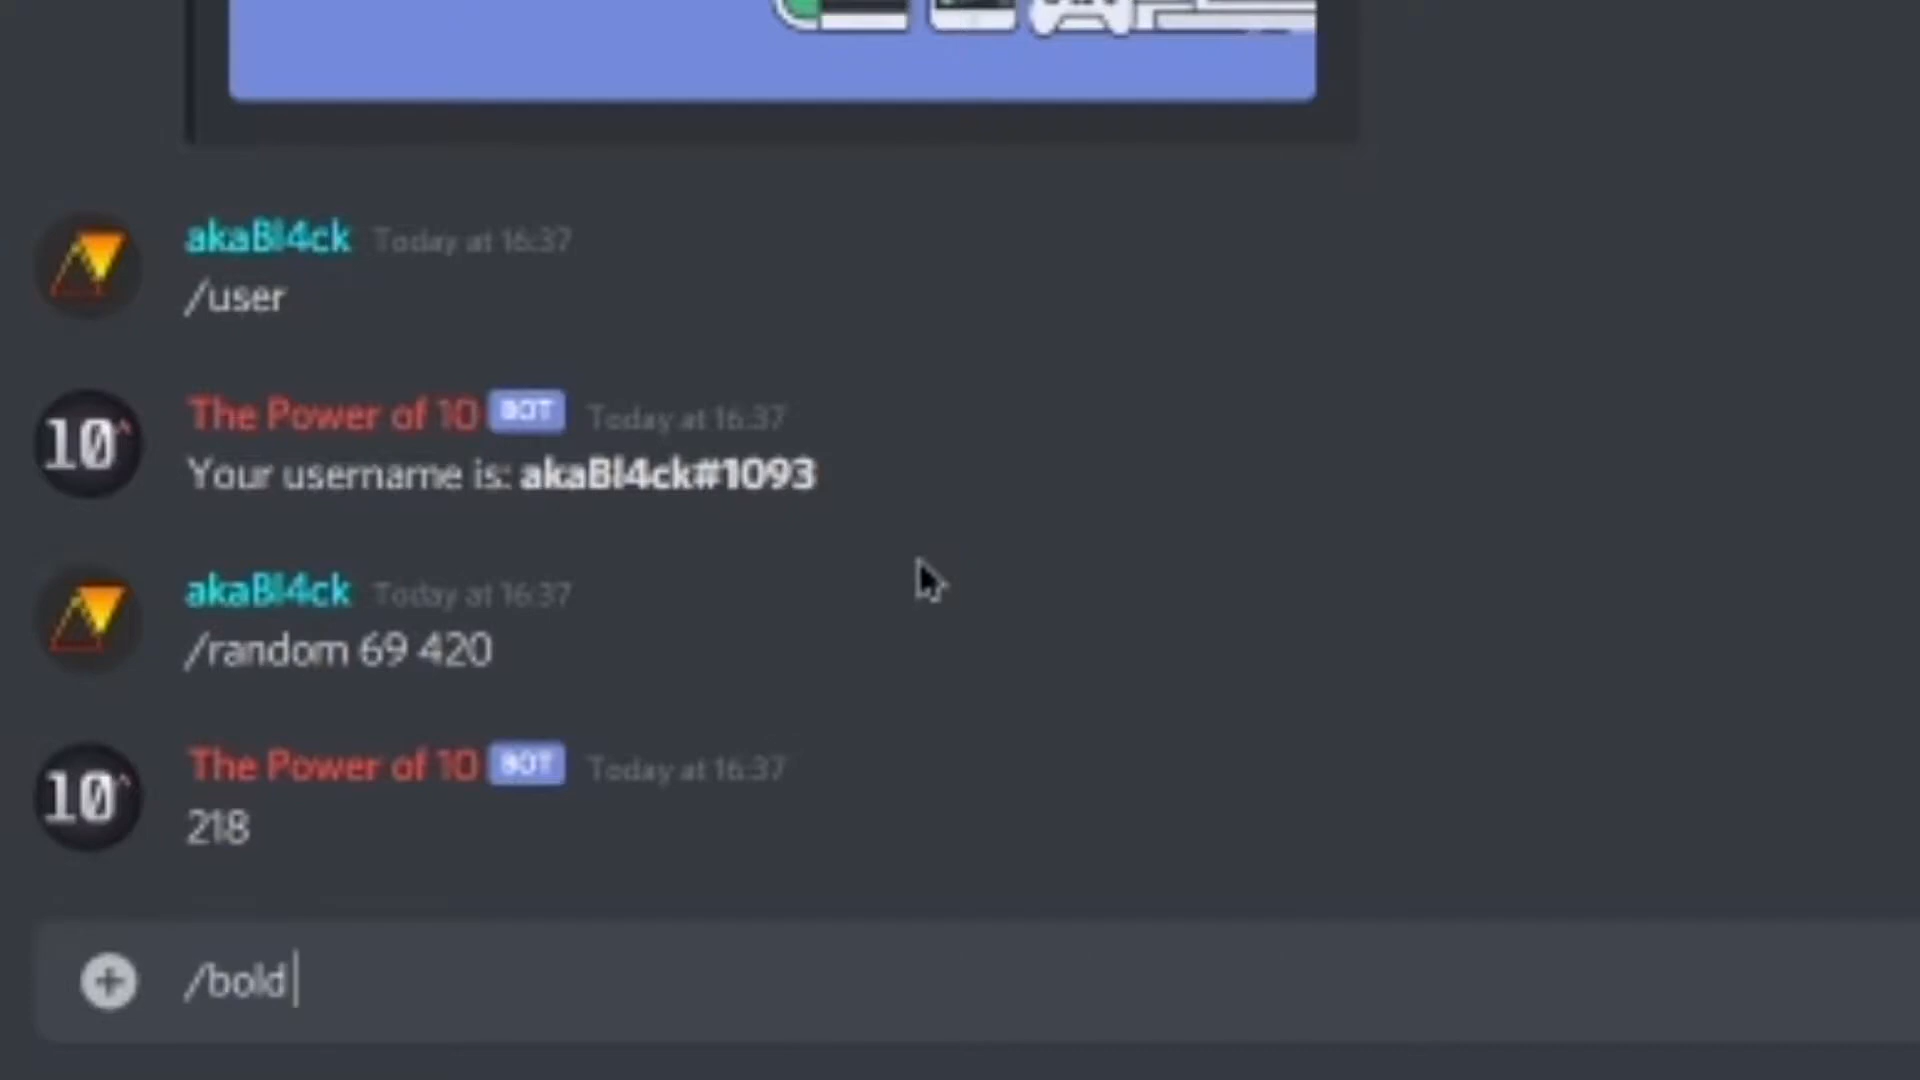 akaBl4ck Today at 16:37
/user
10^
The Power of 10 BOT Today at 16:37
Your username is: akaBl4ck#1093
akaBl4ck Today at 16:37
/random 69 420
10^
The Power of 10 BOT Today at 16:37
218
/bold